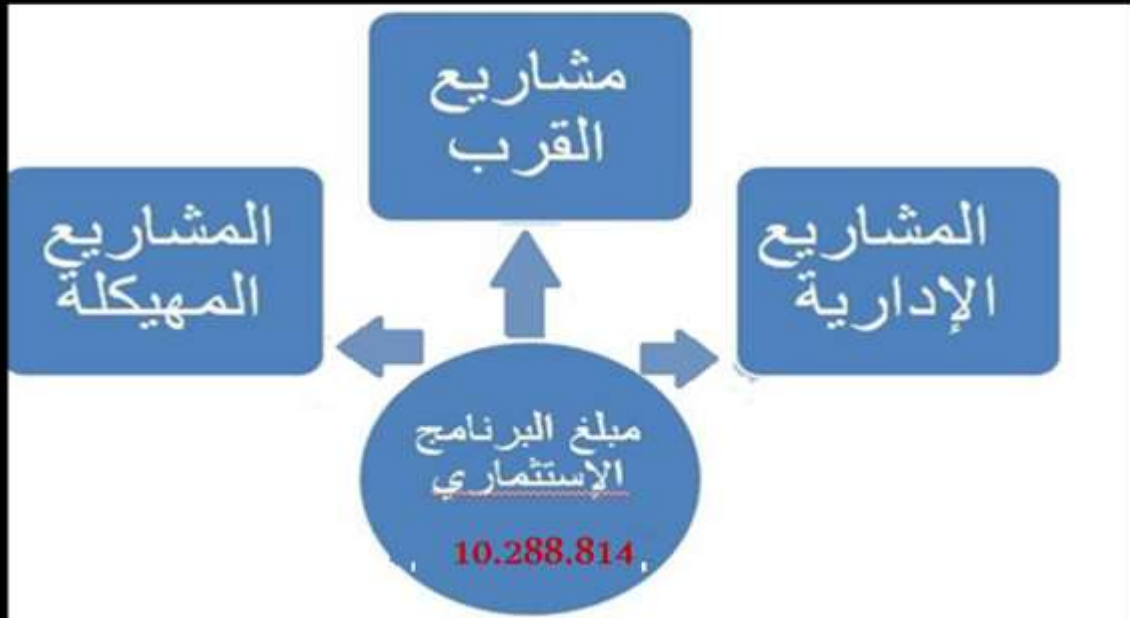 مشاريع
القرب
المشاريع
الإدارية
المشاريع
المهيكلة
مبلغ البرنامج
الإستثماري
10.288.814